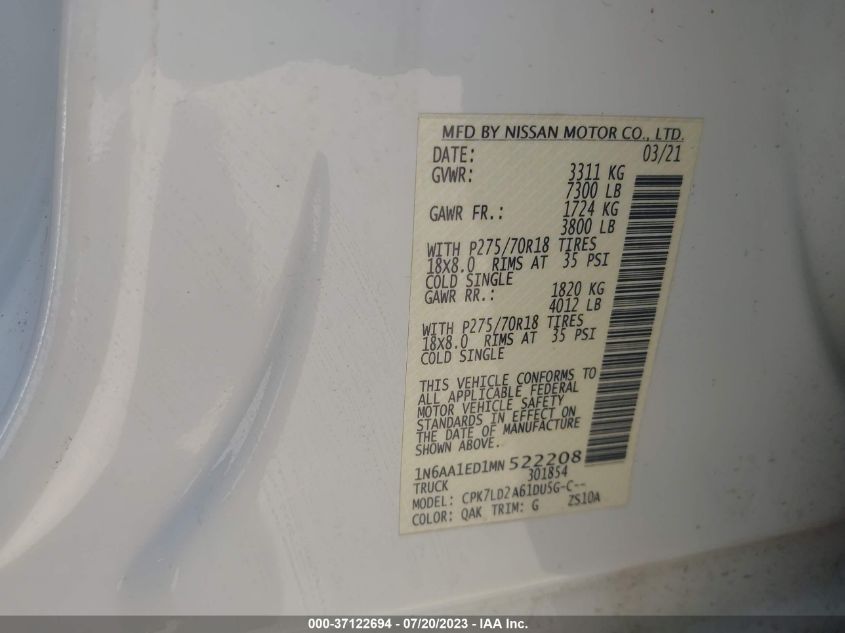 MFD BY NISSAN MOTOR CO., LTD.
DATE: 03/21
GVWR: 3311 KG
7300 LB
GAWR FR.: 1724 KG
3800 LB
WITH P275/70R18 TIRES
18X8.0 RIMS AT 35 PSI
COLD SINGLE
GAWR RR.: 1820 KG
4012 LB
WITH P275/70R18 TIRES
18X8.0 RIMS AT 35 PSI
COLD SINGLE
THIS VEHICLE CONFORMS TO
ALL APPLICABLE FEDERAL
MOTOR VEHICLE SAFETY
STANDARDS IN EFFECT ON
THE DATE OF MANUFACTURE
SHOWN ABOVE.
1N6AA1ED1MN522208
TRUCK 301854
MODEL: CPK7LD2A61DU5G-C--
COLOR: QAK TRIM: G ZS10A
000-37122694 - 07/20/2023 - IAA Inc.